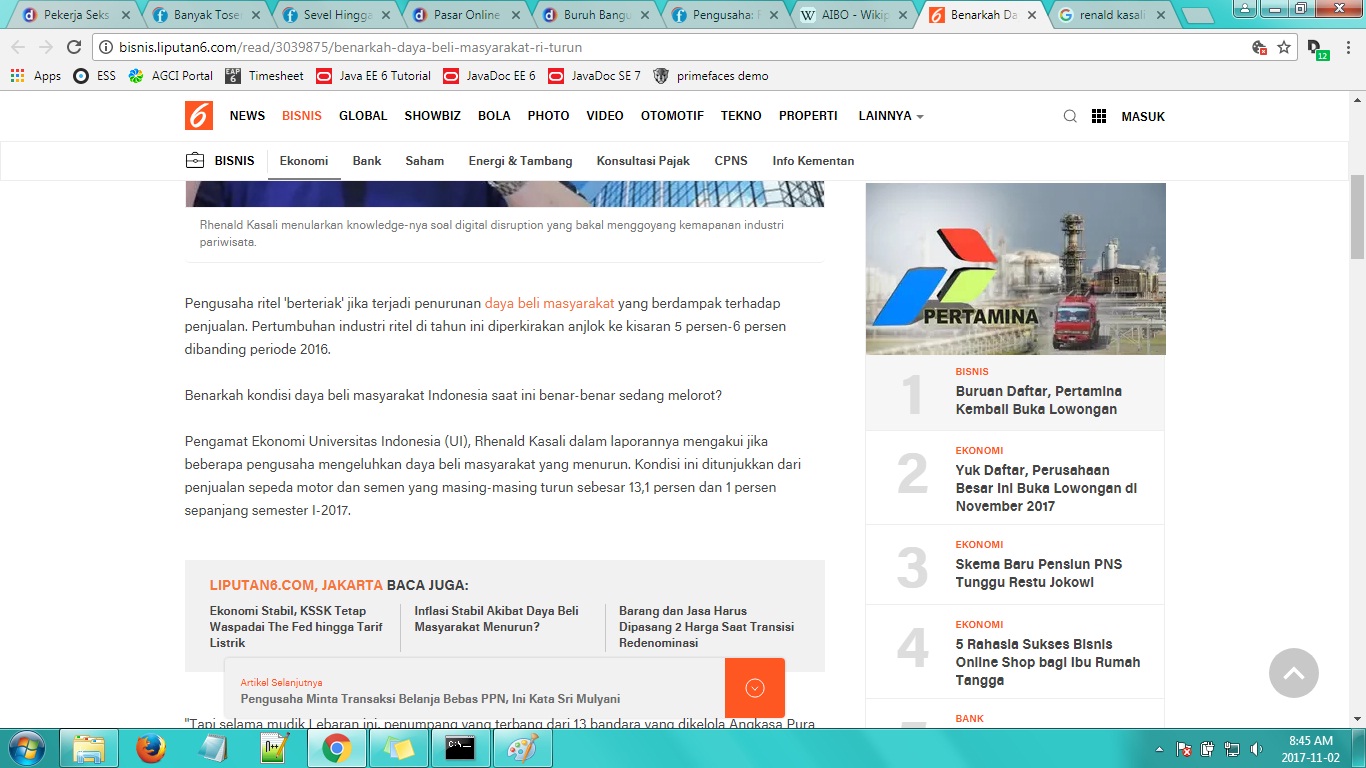 Pekerja Seks
Banyak Tose
Sevel Hingga
Pasar Online
Buruh Bangu
Pengusaha:
AIBO - Wikip
Benarkah Da
renald kasali
bisnis.liputan6.com/read/3039875/benarkah-daya-beli-masyarakat-ri-turun
12
Apps ESS AGCI Portal EAP 6 Timesheet Java EE 6 Tutorial JavaDoc EE 6 JavaDoc SE 7 primefaces demo
6 NEWS BISNIS GLOBAL SHOWBIZ BOLA PHOTO VIDEO OTOMOTIF TEKNO PROPERTI LAINNYA MASUK
BISNIS Ekonomi Bank Saham Energi & Tambang Konsultasi Pajak CPNS Info Kementan
Rhenald Kasali menularkan knowledge-nya soal digital disruption yang bakal menggoyang kemapanan industri
pariwisata.
Pengusaha ritel 'berteriak' jika terjadi penurunan daya beli masyarakat yang berdampak terhadap
penjualan. Pertumbuhan industri ritel di tahun ini diperkirakan anjlok ke kisaran 5 persen-6 persen
dibanding periode 2016.
Benarkah kondisi daya beli masyarakat Indonesia saat ini benar-benar sedang melorot?
Pengamat Ekonomi Universitas Indonesia (UI), Rhenald Kasali dalam laporannya mengakui jika
beberapa pengusaha mengeluhkan daya beli masyarakat yang menurun. Kondisi ini ditunjukkan dari
penjualan sepeda motor dan semen yang masing-masing turun sebesar 13,1 persen dan 1 persen
sepanjang semester I-2017.
LIPUTAN6.COM, JAKARTA BACA JUGA:
Ekonomi Stabil, KSSK Tetap
Waspadai The Fed hingga Tarif
Listrik
Inflasi Stabil Akibat Daya Beli
Masyarakat Menurun?
Barang dan Jasa Harus
Dipasang 2 Harga Saat Transisi
Redenominasi
Artikel Selanjutnya
Pengusaha Minta Transaksi Belanja Bebas PPN, Ini Kata Sri Mulyani
"Tapi selama mudik Lebaran ini, penumpang yang terbang dari 13 bandara yang dikelola Angkasa Pura
PERTAMINA
1
BISNIS
Buruan Daftar, Pertamina
Kembali Buka Lowongan
2
EKONOMI
Yuk Daftar, Perusahaan
Besar Ini Buka Lowongan di
November 2017
3
EKONOMI
Skema Baru Pensiun PNS
Tunggu Restu Jokowi
4
EKONOMI
5 Rahasia Sukses Bisnis
Online Shop bagi Ibu Rumah
Tangga
BANK
8:45 AM
2017-11-02